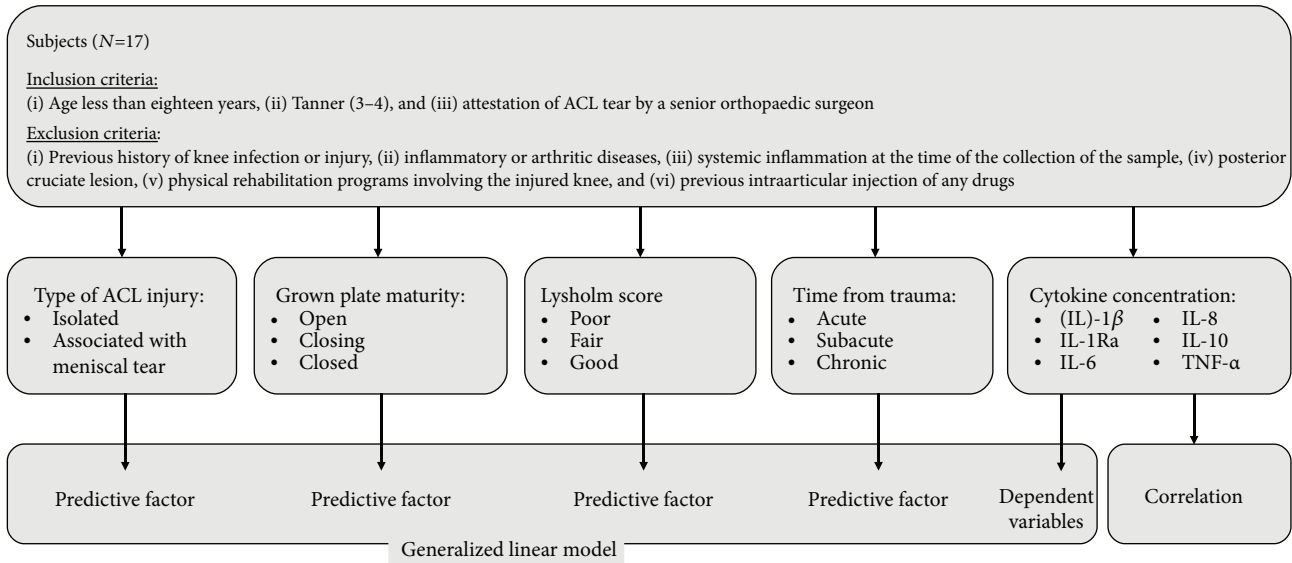 Subjects (N=17)
Inclusion criteria:
(i) Age less than eighteen years, (ii) Tanner (3–4), and (iii) attestation of ACL tear by a senior orthopaedic surgeon
Exclusion criteria:
(i) Previous history of knee infection or injury, (ii) inflammatory or arthritic diseases, (iii) systemic inflammation at the time of the collection of the sample, (iv) posterior
cruciate lesion, (v) physical rehabilitation programs involving the injured knee, and (vi) previous intraarticular injection of any drugs
Type of ACL injury:
• Isolated
• Associated with
meniscal tear
Grown plate maturity:
• Open
• Closing
• Closed
Lysholm score
• Poor
• Fair
• Good
Time from trauma:
• Acute
• Subacute
• Chronic
Cytokine concentration:
• (IL)-1β • IL-8
• IL-1Ra • IL-10
• IL-6 • TNF-α
Predictive factor
Predictive factor
Predictive factor
Predictive factor
Dependent
variables
Correlation
Generalized linear model